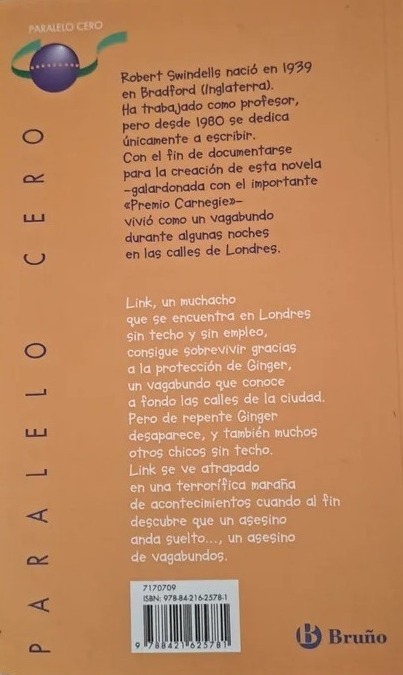 PARALELO CERO
Robert Swindells nació en 1939
en Bradford (Inglaterra).
Ha trabajado como profesor,
pero desde 1980 se dedica
únicamente a escribir.
Con el fin de documentarse
para la creación de esta novela
–galardonada con el importante
«Premio Carnegie»–
vivió como un vagabundo
durante algunas noches
en las calles de Londres.
Link, un muchacho
que se encuentra en Londres
sin techo y sin empleo,
consigue sobrevivir gracias
a la protección de Ginger,
un vagabundo que conoce
a fondo las calles de la ciudad.
Pero de repente Ginger
desaparece, y también muchos
otros chicos sin techo.
Link se ve atrapado
en una terrorífica maraña
de acontecimientos cuando al fin
descubre que un asesino
anda suelto..., un asesino
de vagabundos.
PARALELO CERO
7170709
ISBN: 978-84-216-2578-1
9 788421 625781
Bruño